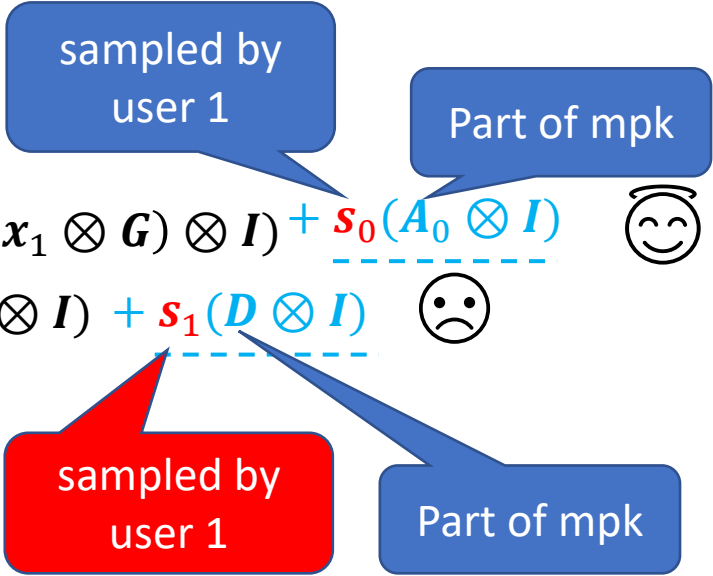 sampled by
user 1
Part of mpk
x₁ ⊗ G) ⊗ I) + s₀(A₀ ⊗ I)
⊗ I) + s₁(D ⊗ I)
sampled by
user 1
Part of mpk